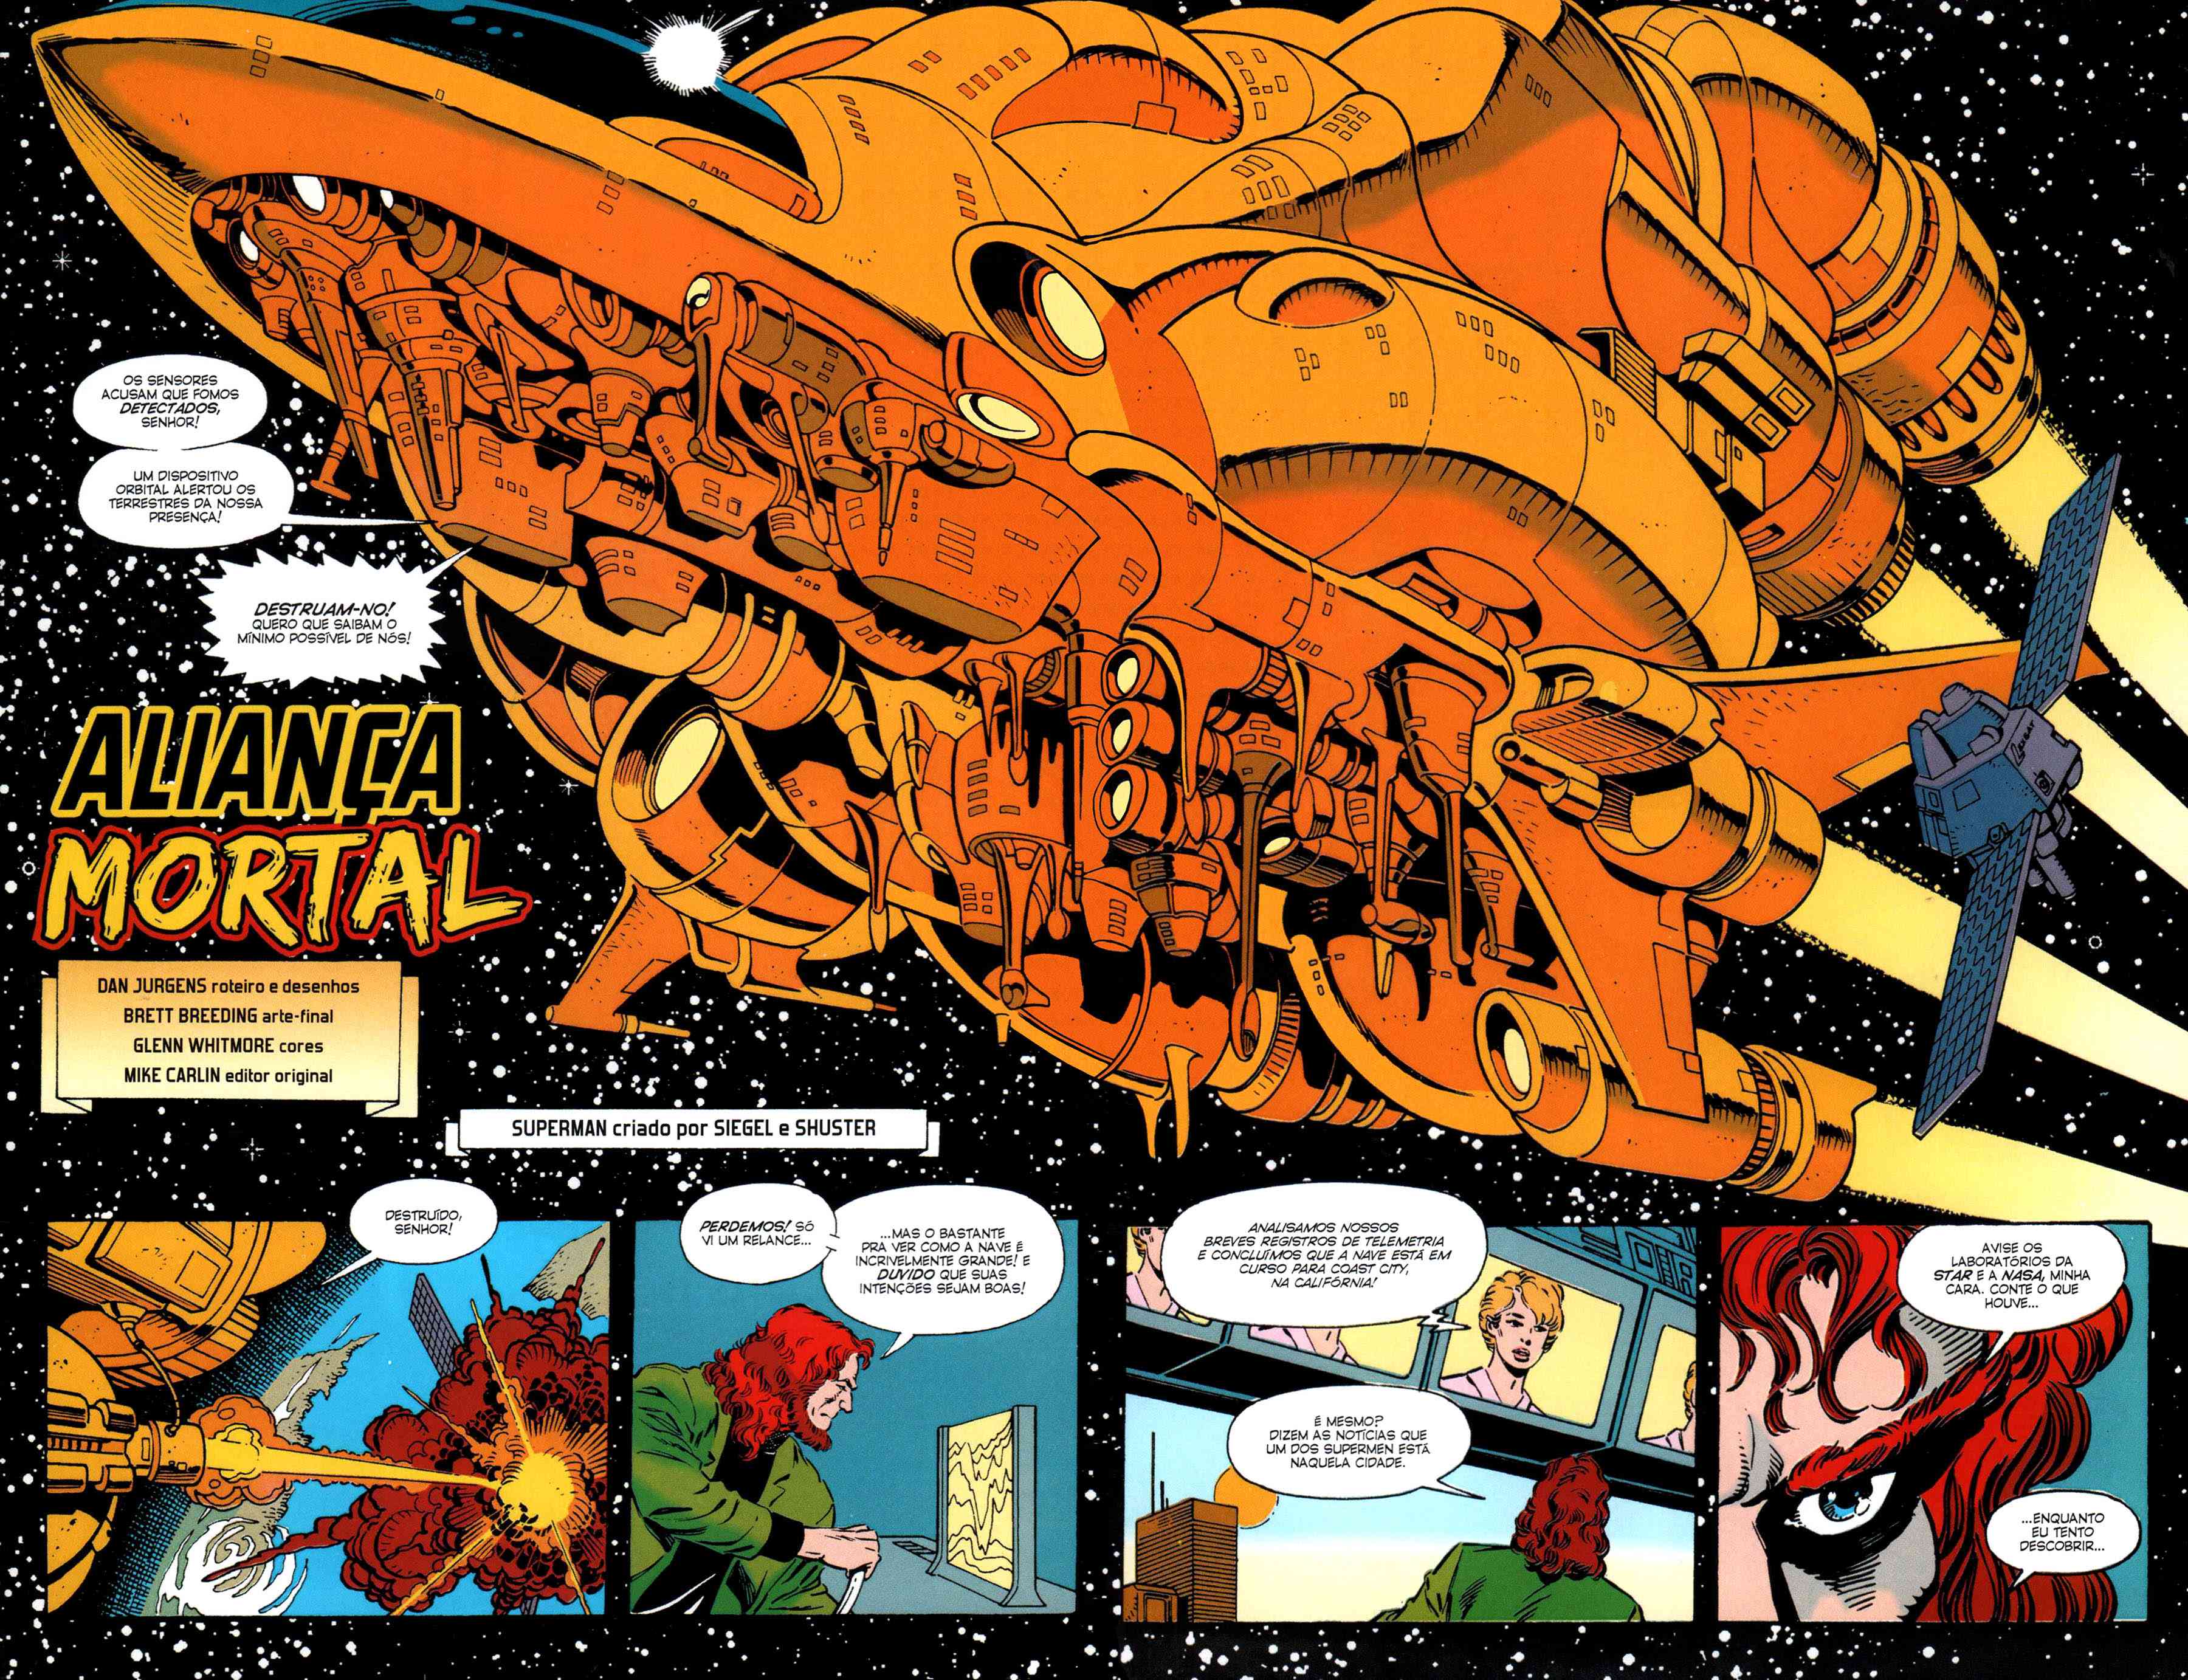 OS SENSORES
ACUSAM QUE FOMOS
DETECTADOS,
SENHOR!
UM DISPOSITIVO
ORBITAL ALERTOU OS
TERRESTRES DA NOSSA
PRESENÇA!
DESTRUAM-NO!
QUERO QUE SAIBAM O
MÍNIMO POSSÍVEL DE NÓS!
ALIANÇA
MORTAL
DAN JURGENS roteiro e desenhos
BRETT BREEDING arte-final
GLENN WHITMORE cores
MIKE CARLIN editor original
SUPERMAN criado por SIEGEL e SHUSTER
DESTRUÍDO,
SENHOR!
PERDEMOS! SÓ
VI UM RELANCE...
...MAS O BASTANTE
PRA VER COMO A NAVE É
INCRIVELMENTE GRANDE! E
DUVIDO QUE SUAS
INTENÇÕES SEJAM BOAS!
ANALISAMOS NOSSOS
BREVES REGISTROS DE TELEMETRIA
E CONCLUÍMOS QUE A NAVE ESTÁ EM
CURSO PARA COAST CITY,
NA CALIFÓRNIA!
É MESMO?
DIZEM AS NOTÍCIAS QUE
UM DOS SUPERMEN ESTÁ
NAQUELA CIDADE.
AVISE OS
LABORATÓRIOS DA
STAR E A NASA, MINHA
CARA. CONTE O QUE
HOUVE...
...ENQUANTO
EU TENTO
DESCOBRIR...